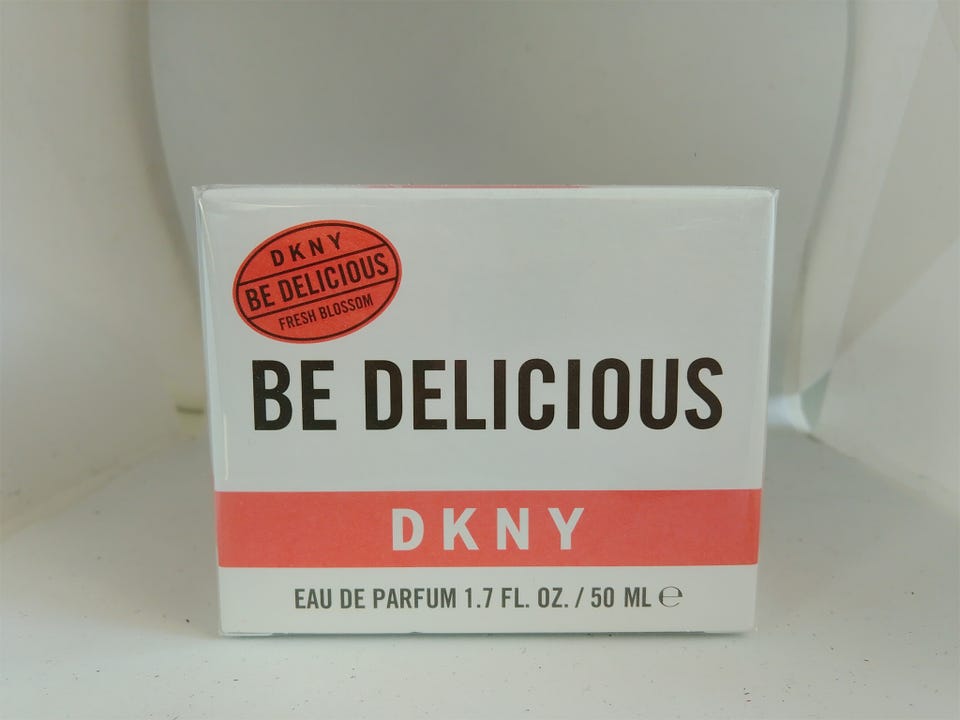 DKNY
BE DELICIOUS
FRESH BLOSSOM
BE DELICIOUS
DKNY
EAU DE PARFUM 1.7 FL. OZ. / 50 ML ℮